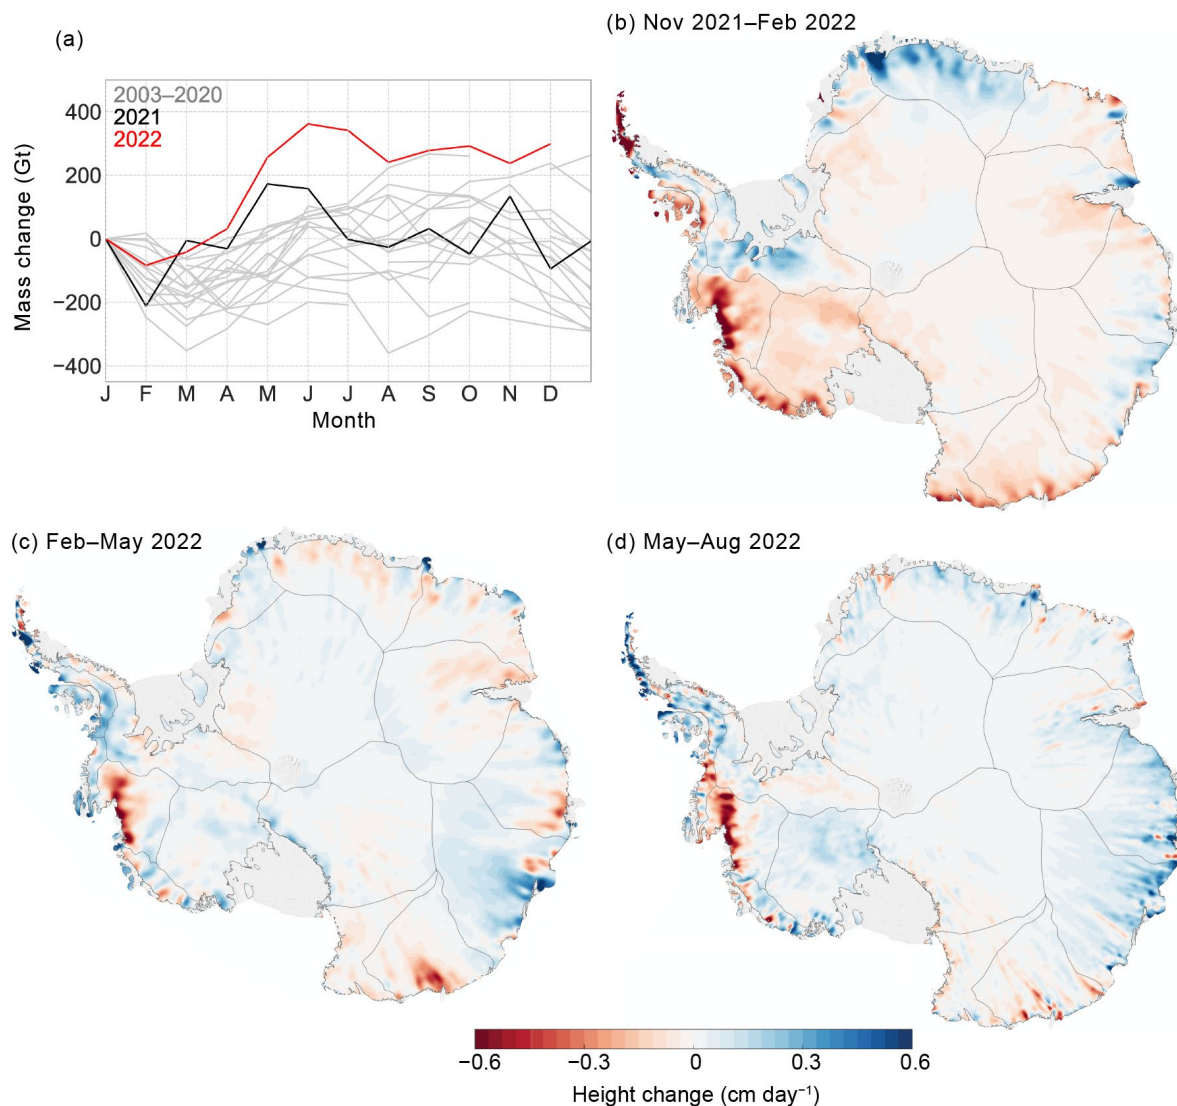 (a)
2003–2020
2021
2022
400
200
0
−200
−400
Mass change (Gt)
J F M A M J J A S O N D
Month
(b) Nov 2021–Feb 2022
(c) Feb–May 2022
(d) May–Aug 2022
−0.6 −0.3 0 0.3 0.6
Height change (cm day⁻¹)